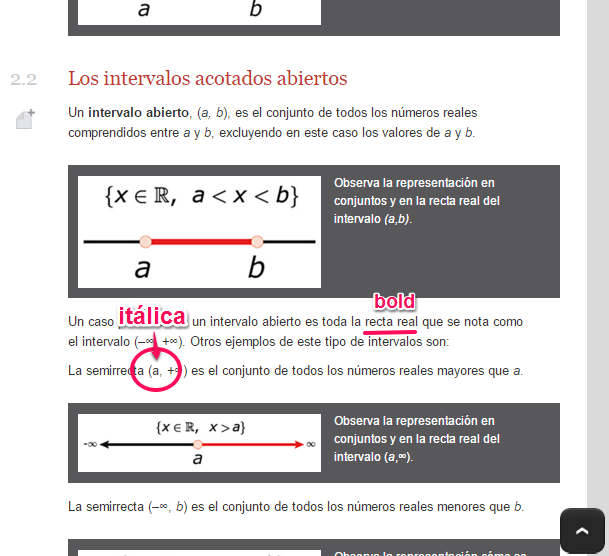 a b
2.2 Los intervalos acotados abiertos
Un intervalo abierto, (a, b), es el conjunto de todos los números reales
comprendidos entre a y b, excluyendo en este caso los valores de a y b.
{x ∈ ℝ, a < x < b}
a b
Observa la representación en
conjuntos y en la recta real del
intervalo (a,b).
itálica
bold
Un caso un intervalo abierto es toda la recta real que se nota como
el intervalo (–∞, +∞). Otros ejemplos de este tipo de intervalos son:
La semirrecta (a, +∞) es el conjunto de todos los números reales mayores que a.
{x ∈ ℝ, x > a}
-∞ ∞
a
Observa la representación en
conjuntos y en la recta real del
intervalo (a,∞).
La semirrecta (–∞, b) es el conjunto de todos los números reales menores que b.
Observa la representación cómo se